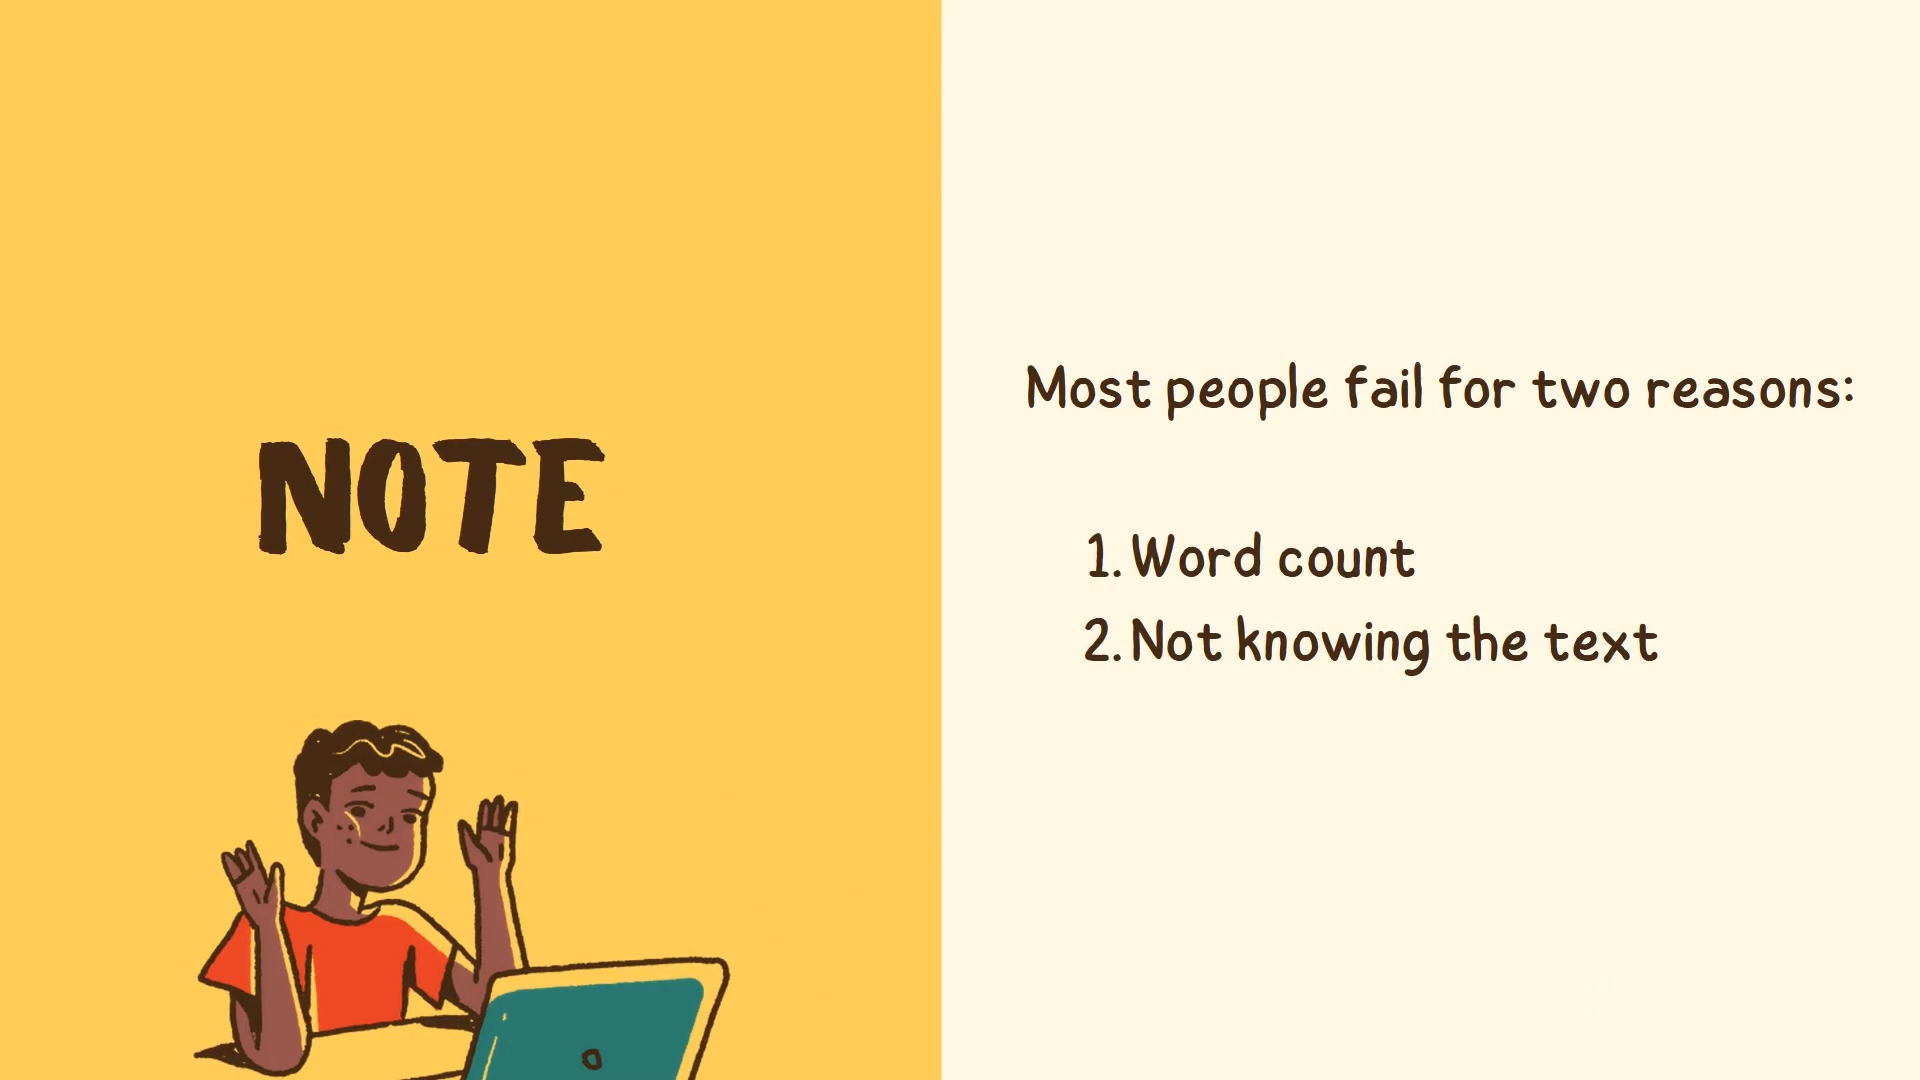 NOTE
Most people fail for two reasons:
1. Word count
2. Not knowing the text